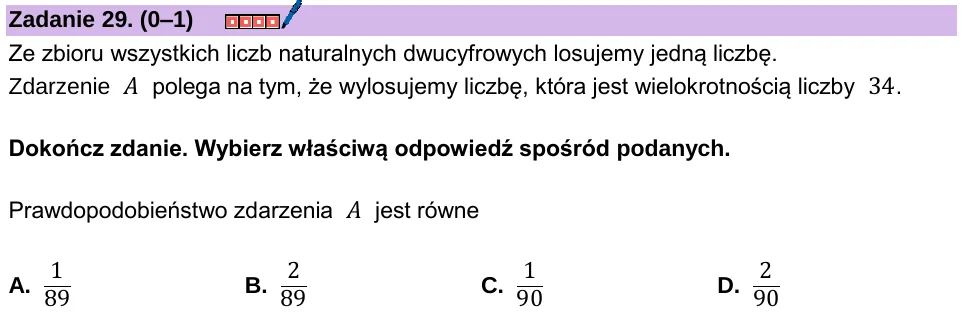 Zadanie 29. (0–1)
Ze zbioru wszystkich liczb naturalnych dwucyfrowych losujemy jedną liczbę.
Zdarzenie A polega na tym, że wylosujemy liczbę, która jest wielokrotnością liczby 34.
Dokończ zdanie. Wybierz właściwą odpowiedź spośród podanych.
Prawdopodobieństwo zdarzenia A jest równe
A. 1/89 B. 2/89 C. 1/90 D. 2/90